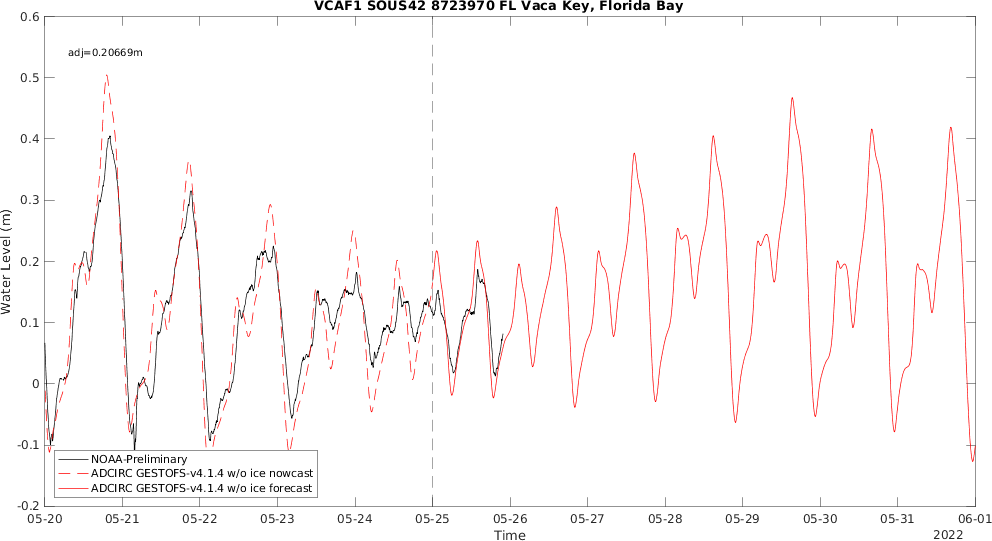 VCAF1 SOUS42 8723970 FL Vaca Key, Florida Bay
adj=0.20669m
Water Level (m)
0.6
0.5
0.4
0.3
0.2
0.1
0
-0.1
-0.2
NOAA-Preliminary
ADCIRC GESTOFS-v4.1.4 w/o ice nowcast
ADCIRC GESTOFS-v4.1.4 w/o ice forecast
05-20 05-21 05-22 05-23 05-24 05-25 05-26 05-27 05-28 05-29 05-30 05-31 06-01
Time
2022